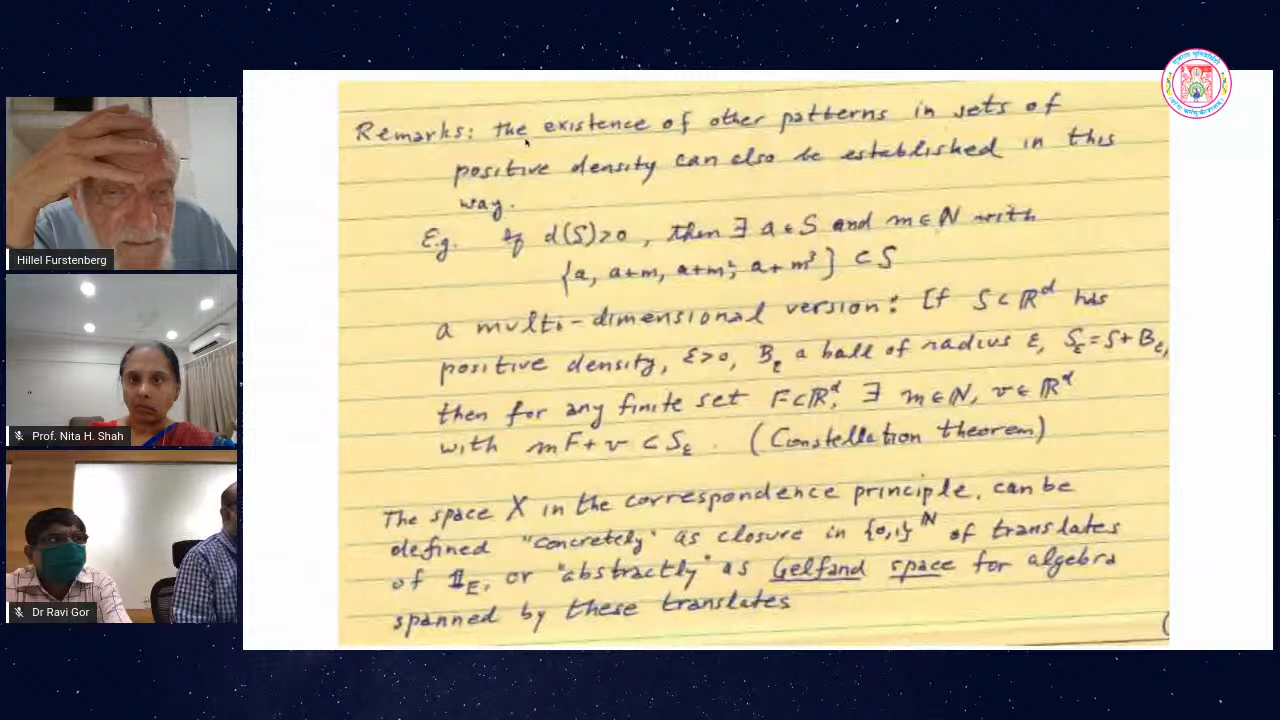 Hillel Furstenberg
Prof. Nita H. Shah
Dr Ravi Gor
Remarks: the existence of other patterns in sets of
positive density can also be established in this
way.
E.g. if d(S)>0, then ∃ a∈S and m∈N with
{a, a+m, a+m², a+m³} ⊂ S
a multi-dimensional version: If S⊂ℝᵈ has
positive density, ε>0, B_ε a ball of radius ε, S_ε=S+B_ε,
then for any finite set F⊂ℝᵈ, ∃ m∈N, v∈ℝᵈ
with mF+v ⊂ S_ε. (Constellation theorem)
The space X in the correspondence principle, can be
defined "concretely" as closure in {0,1}^ℕ of translates
of 𝟙_E, or "abstractly" as Gelfand space for algebra
spanned by these translates
(